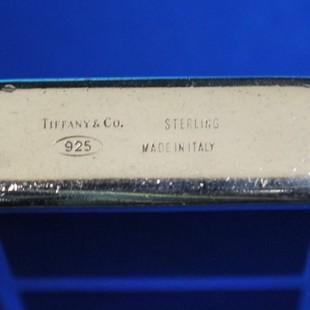 TIFFANY & CO. STERLING
925 MADE IN ITALY